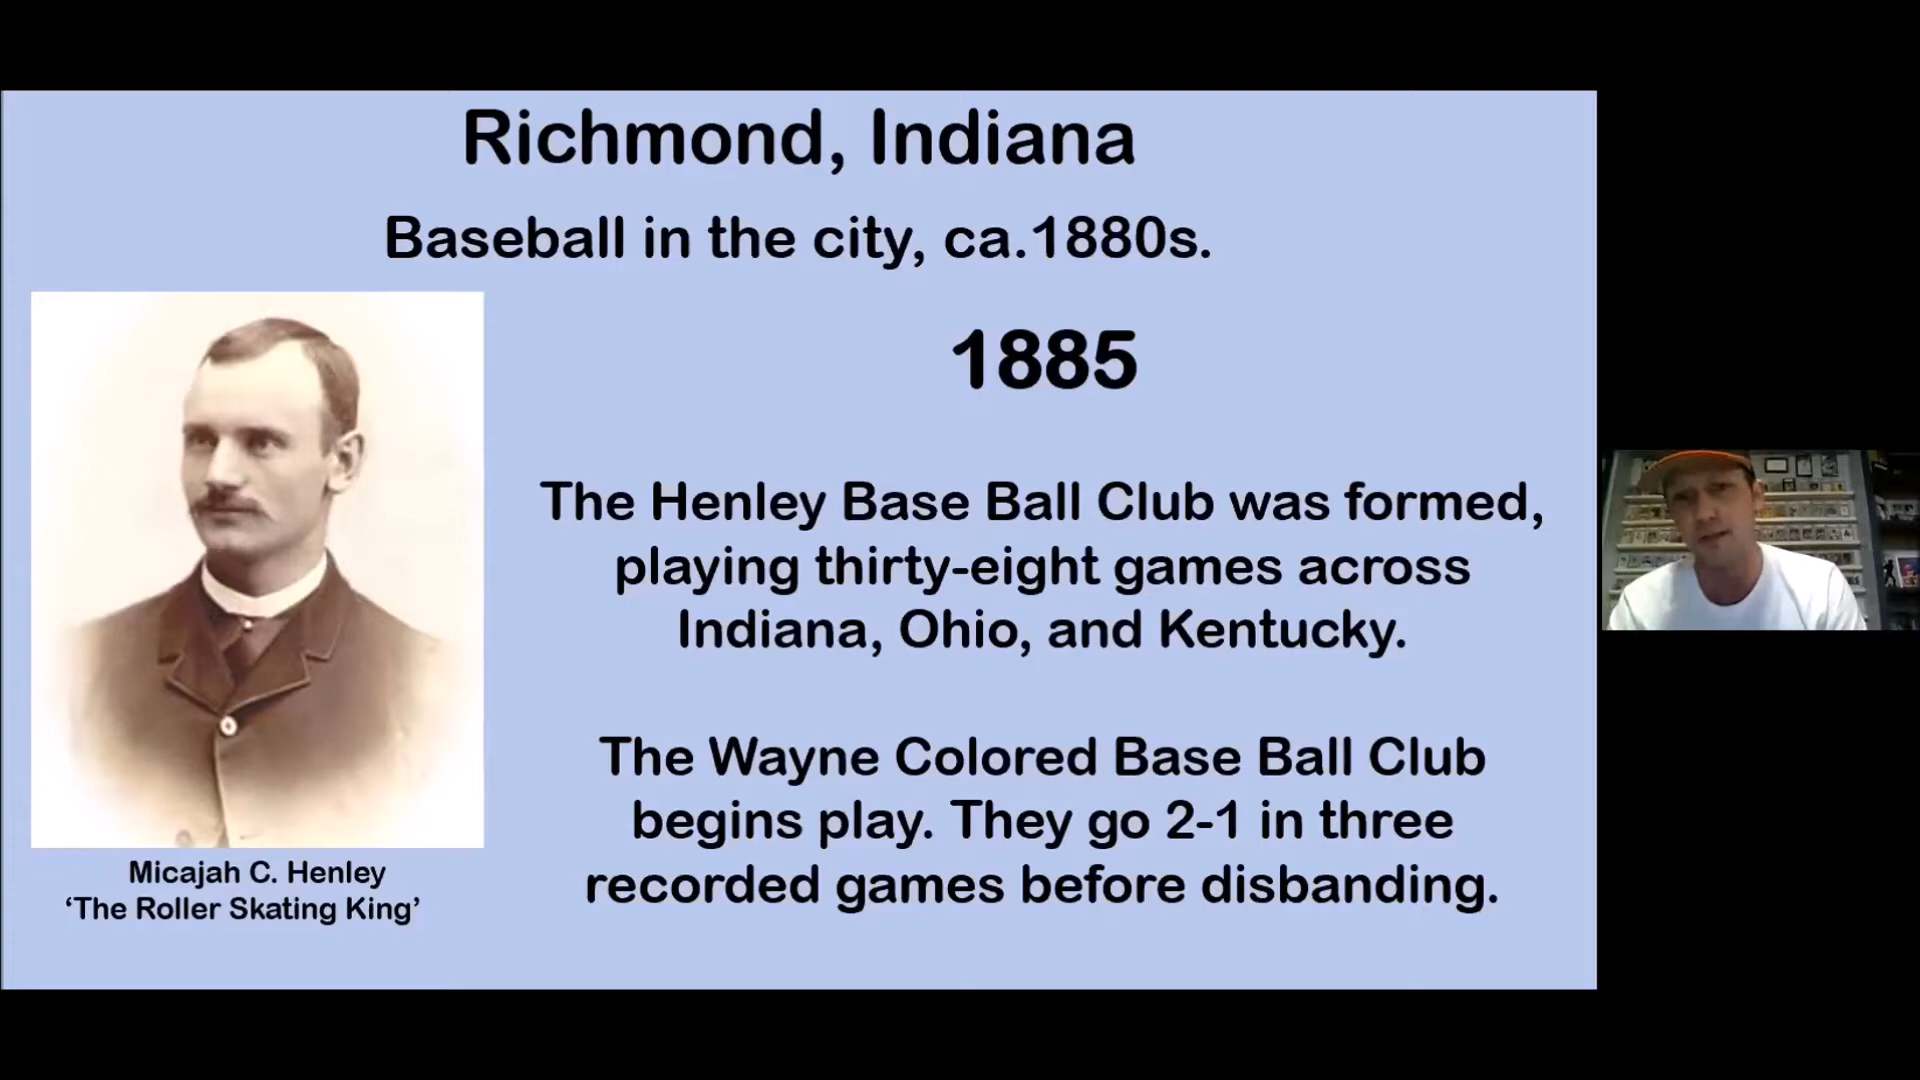 Richmond, Indiana
Baseball in the city, ca.1880s.
1885
The Henley Base Ball Club was formed,
playing thirty-eight games across
Indiana, Ohio, and Kentucky.
The Wayne Colored Base Ball Club
begins play. They go 2-1 in three
recorded games before disbanding.
Micajah C. Henley
‘The Roller Skating King’